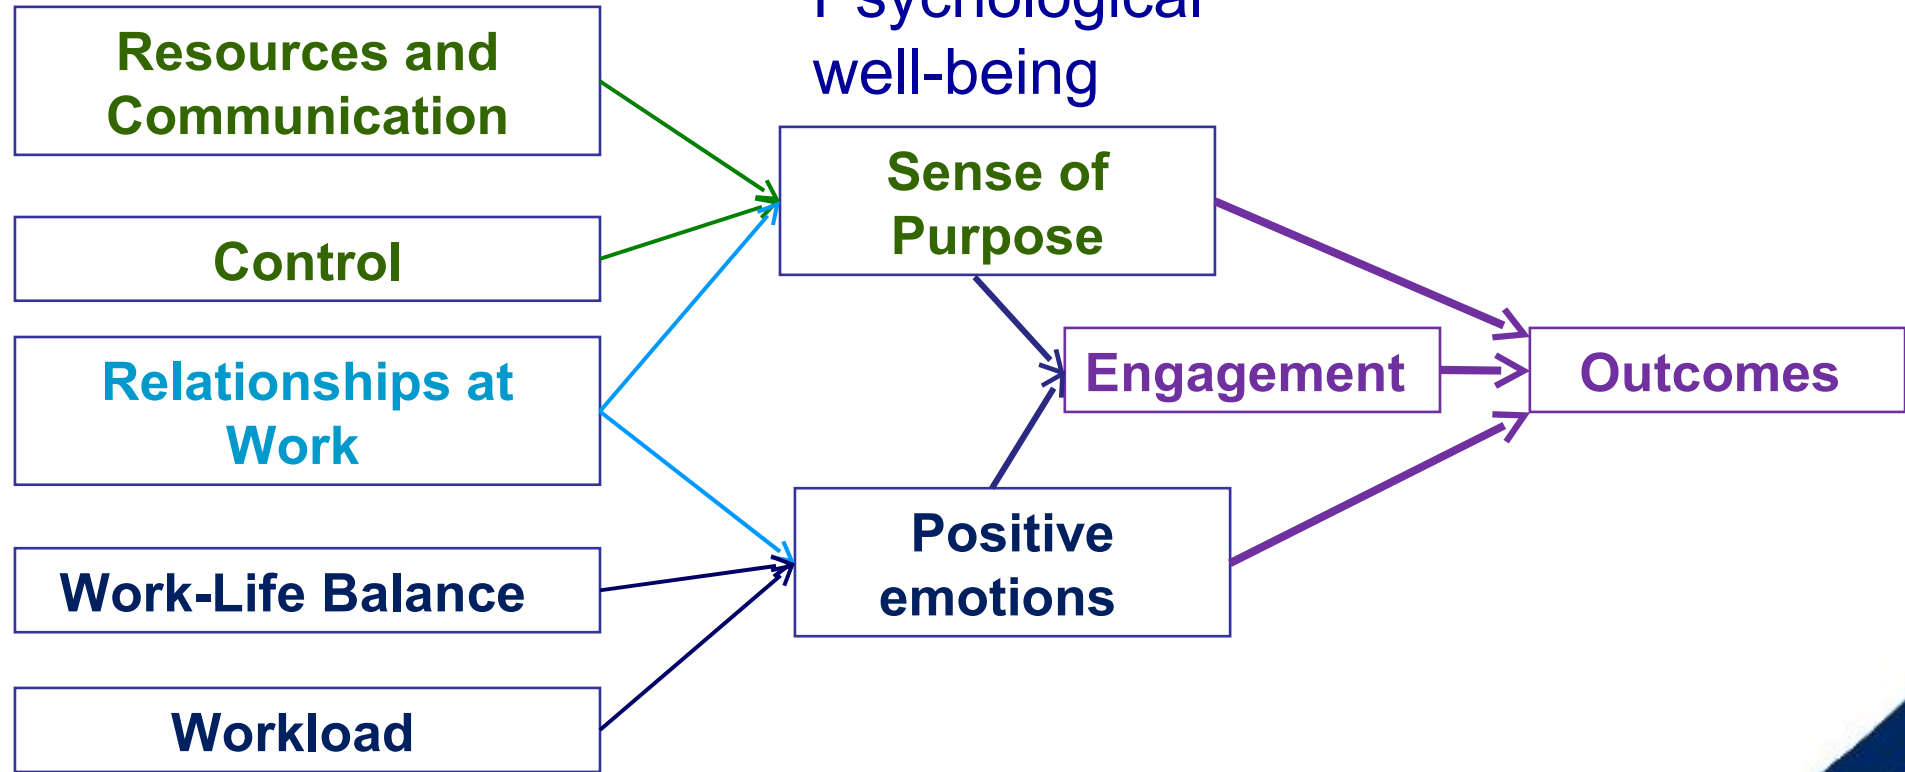 Psychological
well-being
Resources and
Communication
Control
Relationships at
Work
Work-Life Balance
Workload
Sense of
Purpose
Positive
emotions
Engagement
Outcomes